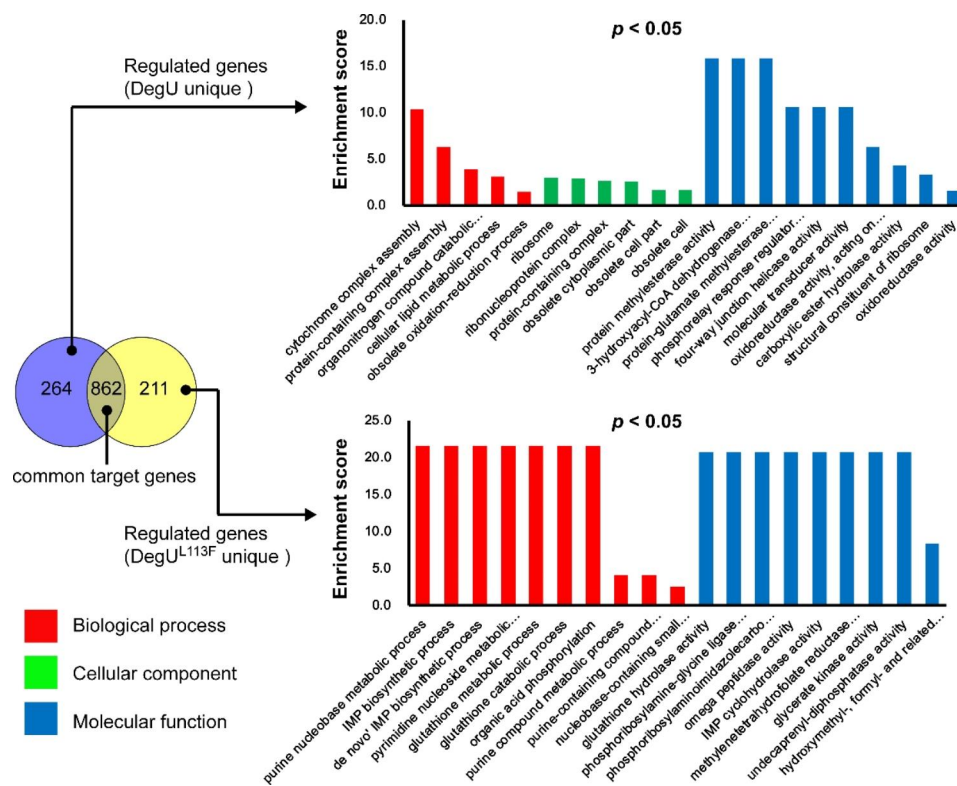 Regulated genes
(DegU unique )
Enrichment score
p < 0.05
20.0
15.0
10.0
5.0
0.0
cytochrome complex assembly
protein-containing complex assembly
organonitrogen compound catabolic...
cellular lipid metabolic process
obsolete oxidation-reduction process
ribosome
ribonucleoprotein complex
protein-containing complex
obsolete cytoplasmic part
obsolete cell part
obsolete cell
protein methylesterase activity
3-hydroxyacyl-CoA dehydrogenase...
protein-glutamate methylesterase...
phosphorelay response regulator...
four-way junction helicase activity
molecular transducer activity
oxidoreductase activity, acting on...
carboxylic ester hydrolase activity
structural constituent of ribosome
oxidoreductase activity
264
862
211
common target genes
Regulated genes
(DegU^L113F unique )
Enrichment score
p < 0.05
25.0
20.0
15.0
10.0
5.0
0.0
purine nucleobase metabolic process
IMP biosynthetic process
de novo' IMP biosynthetic process
pyrimidine nucleoside metabolic...
glutathione metabolic process
glutathione catabolic process
organic acid phosphorylation
purine compound metabolic process
purine-containing compound...
nucleobase-containing small...
glutathione hydrolase activity
phosphoribosylamine-glycine ligase...
phosphoribosylaminoimidazolecarbo...
omega peptidase activity
IMP cyclohydrolase activity
methylenetetrahydrofolate reductase...
glycerate kinase activity
undecaprenyl-diphosphatase activity
hydroxymethyl-, formyl- and related...
Biological process
Cellular component
Molecular function